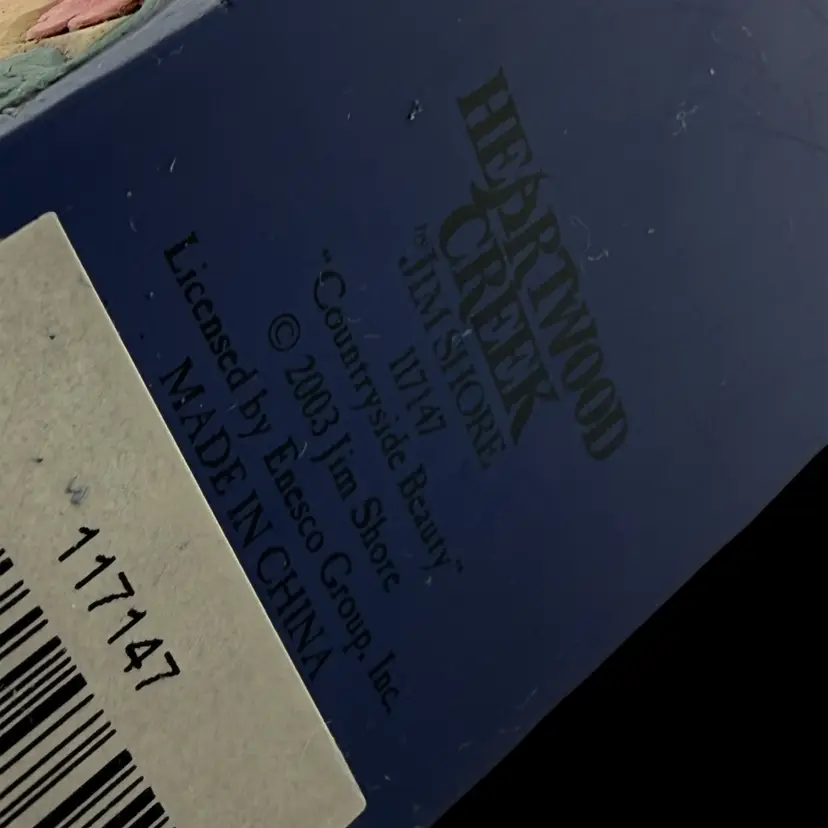 HEARTWOOD
CREEK
BY
JIM SHORE
117147
"Countryside Beauty"
© 2003 Jim Shore
Licensed by Enesco Group, Inc.
MADE IN CHINA
117147